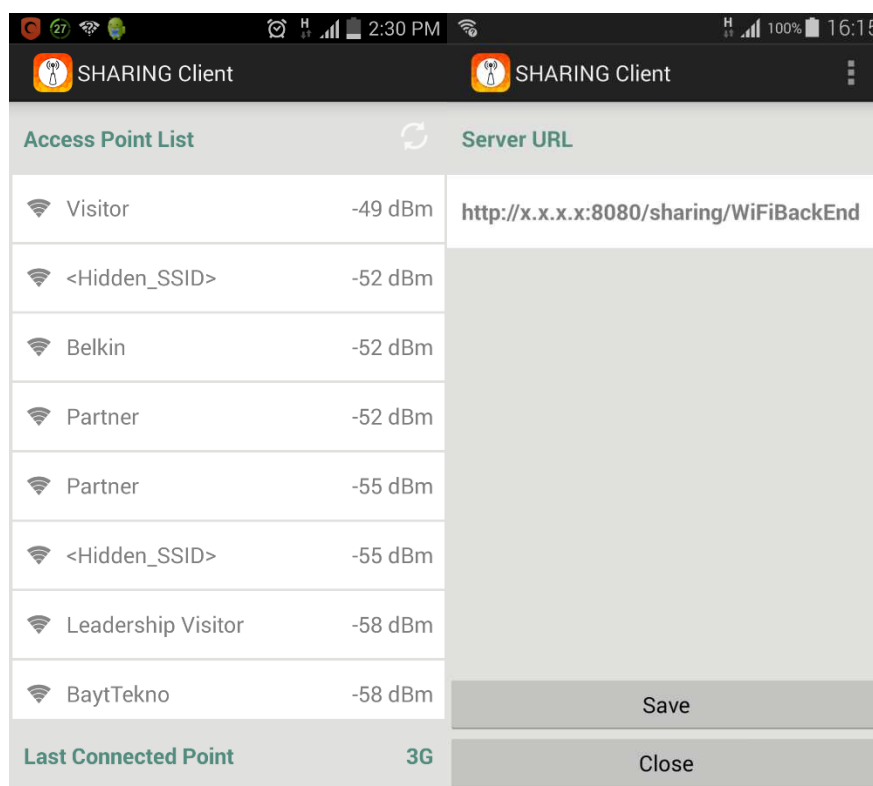 27 H 2:30 PM
SHARING Client
Access Point List
Visitor -49 dBm
<Hidden_SSID> -52 dBm
Belkin -52 dBm
Partner -52 dBm
Partner -55 dBm
<Hidden_SSID> -55 dBm
Leadership Visitor -58 dBm
BaytTekno -58 dBm
Last Connected Point 3G
H 100% 16:15
SHARING Client
Server URL
http://x.x.x.x:8080/sharing/WiFiBackEnd
Save
Close